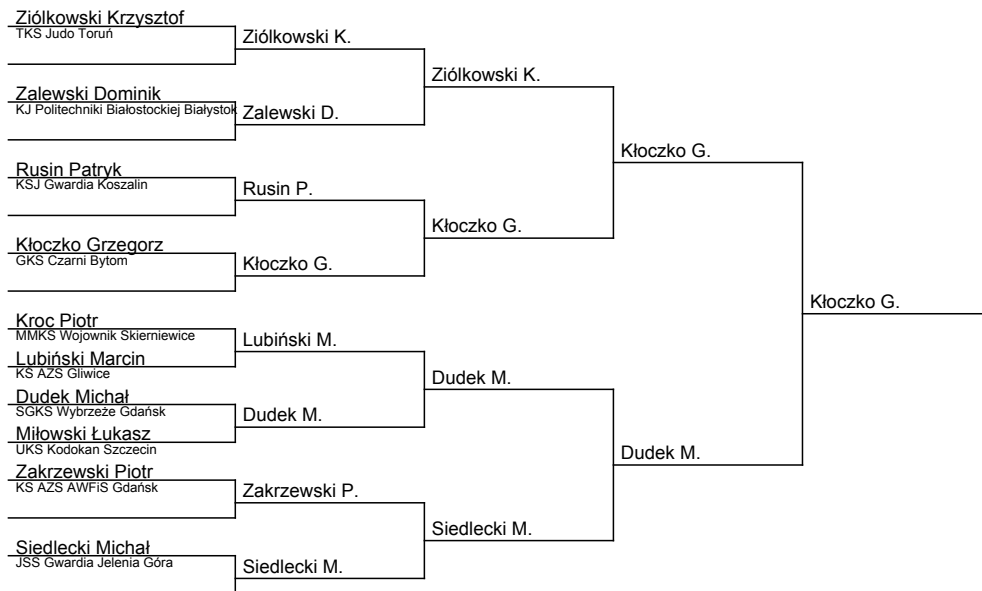 Ziólkowski Krzysztof
TKS Judo Toruń
Zalewski Dominik
KJ Politechniki Białostockiej Białystok
Rusin Patryk
KSJ Gwardia Koszalin
Kłoczko Grzegorz
GKS Czarni Bytom
Kroc Piotr
MMKS Wojownik Skierniewice
Lubiński Marcin
KS AZS Gliwice
Dudek Michał
SGKS Wybrzeże Gdańsk
Miłowski Łukasz
UKS Kodokan Szczecin
Zakrzewski Piotr
KS AZS AWFiS Gdańsk
Siedlecki Michał
JSS Gwardia Jelenia Góra
Ziólkowski K.
Zalewski D.
Rusin P.
Kłoczko G.
Lubiński M.
Dudek M.
Zakrzewski P.
Siedlecki M.
Ziólkowski K.
Kłoczko G.
Dudek M.
Siedlecki M.
Kłoczko G.
Dudek M.
Kłoczko G.